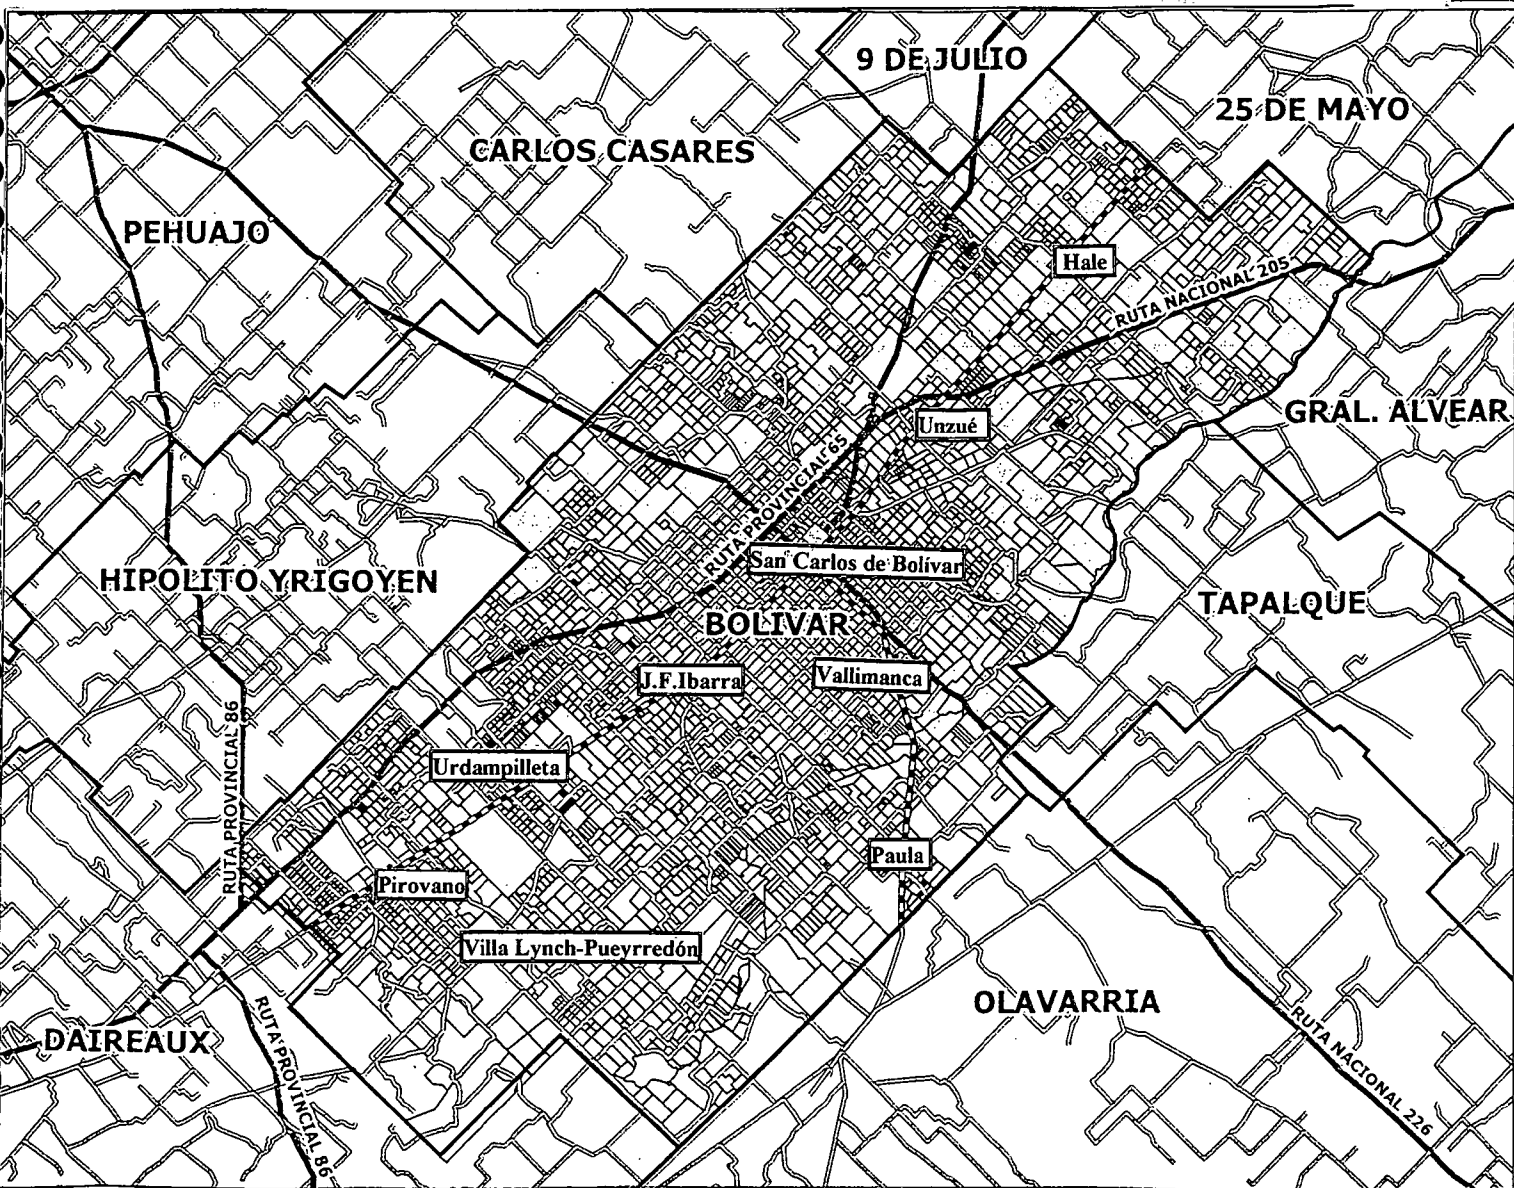 9 DE JULIO
25 DE MAYO
CARLOS CASARES
PEHUAJO
Hale
RUTA NACIONAL 205
GRAL. ALVEAR
Unzué
RUTA PROVINCIAL 65
San Carlos de Bolívar
HIPOLITO YRIGOYEN
TAPALQUE
BOLIVAR
J.F.Ibarra
Vallimanca
RUTA PROVINCIAL 86
Urdampilleta
Paula
Pirovano
Villa Lynch-Pueyrredón
OLAVARRIA
DAIREAUX
RUTA PROVINCIAL 86
RUTA NACIONAL 226